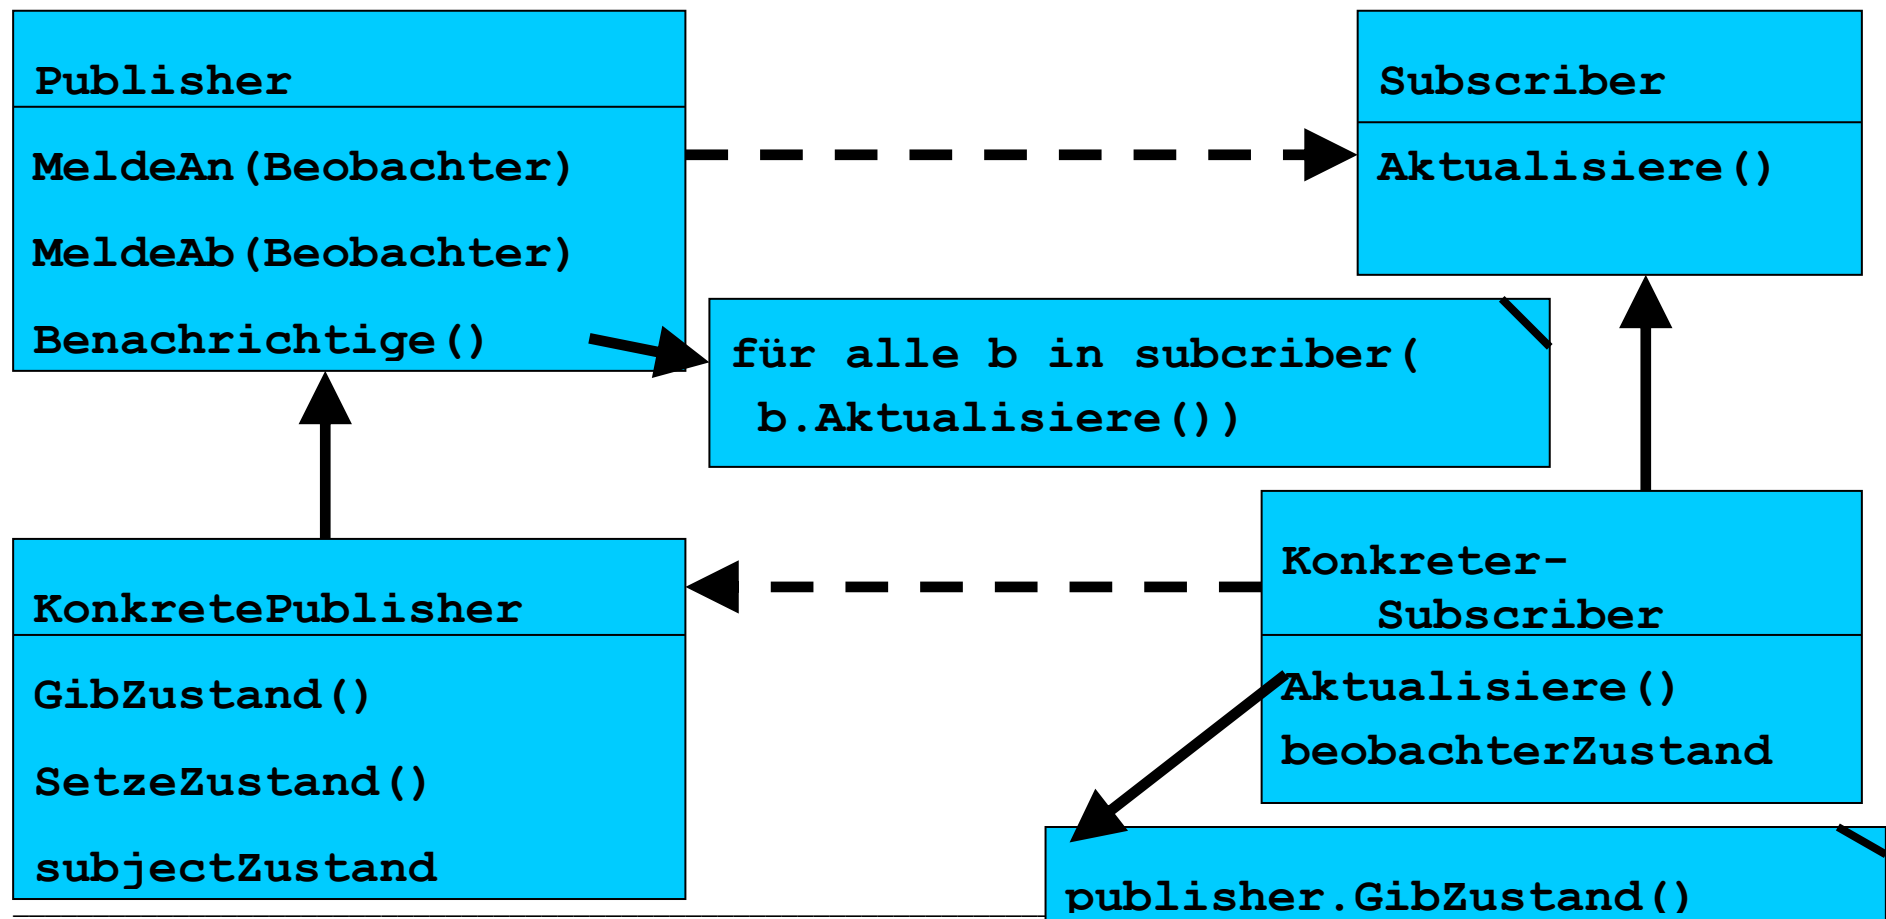 Publisher
MeldeAn(Beobachter)
MeldeAb(Beobachter)
Benachrichtige()
Subscriber
Aktualisiere()
für alle b in subcriber(
b.Aktualisiere())
KonkretePublisher
GibZustand()
SetzeZustand()
subjectZustand
Konkreter-
Subscriber
Aktualisiere()
beobachterZustand
publisher.GibZustand()